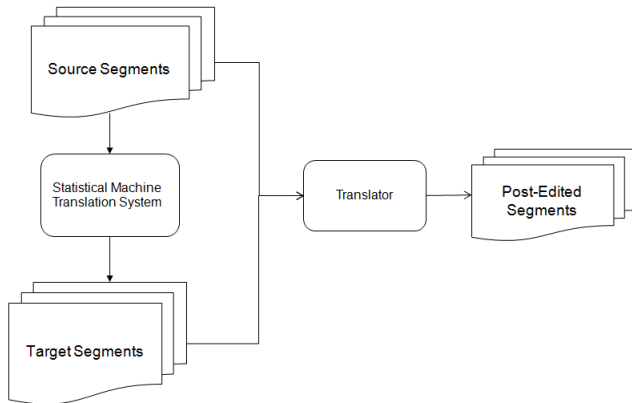 Source Segments
Statistical Machine
Translation System
Translator
Post-Edited
Segments
Target Segments